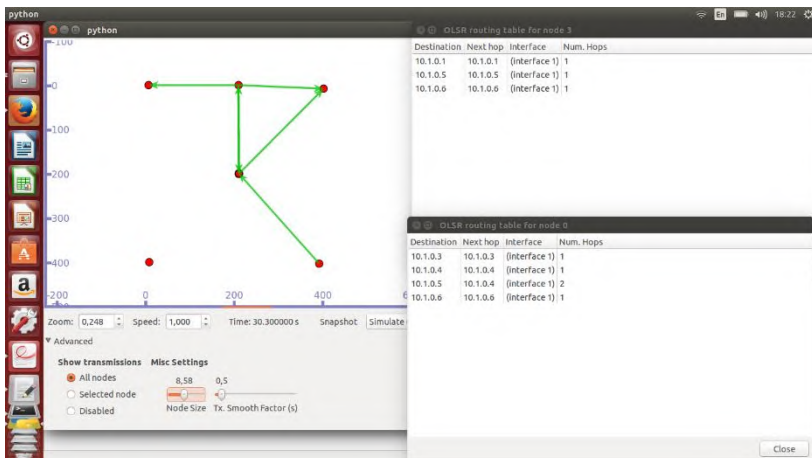 python
En
18:22
python
-100
0
-100
-200
-300
-400
-200
0
200
400
Zoom: 0,248 Speed: 1,000 Time: 30.300000 s Snapshot Simulate
Advanced
Show transmissions Misc Settings
All nodes
Selected node
Disabled
8,58 0,5
Node Size Tx. Smooth Factor (s)
OLSR routing table for node 3
Destination Next hop Interface Num. Hops
10.1.0.1 10.1.0.1 (interface 1) 1
10.1.0.5 10.1.0.5 (interface 1) 1
10.1.0.6 10.1.0.6 (interface 1) 1
OLSR routing table for node 0
Destination Next hop Interface Num. Hops
10.1.0.3 10.1.0.3 (interface 1) 1
10.1.0.4 10.1.0.4 (interface 1) 1
10.1.0.5 10.1.0.4 (interface 1) 2
10.1.0.6 10.1.0.6 (interface 1) 1
Close